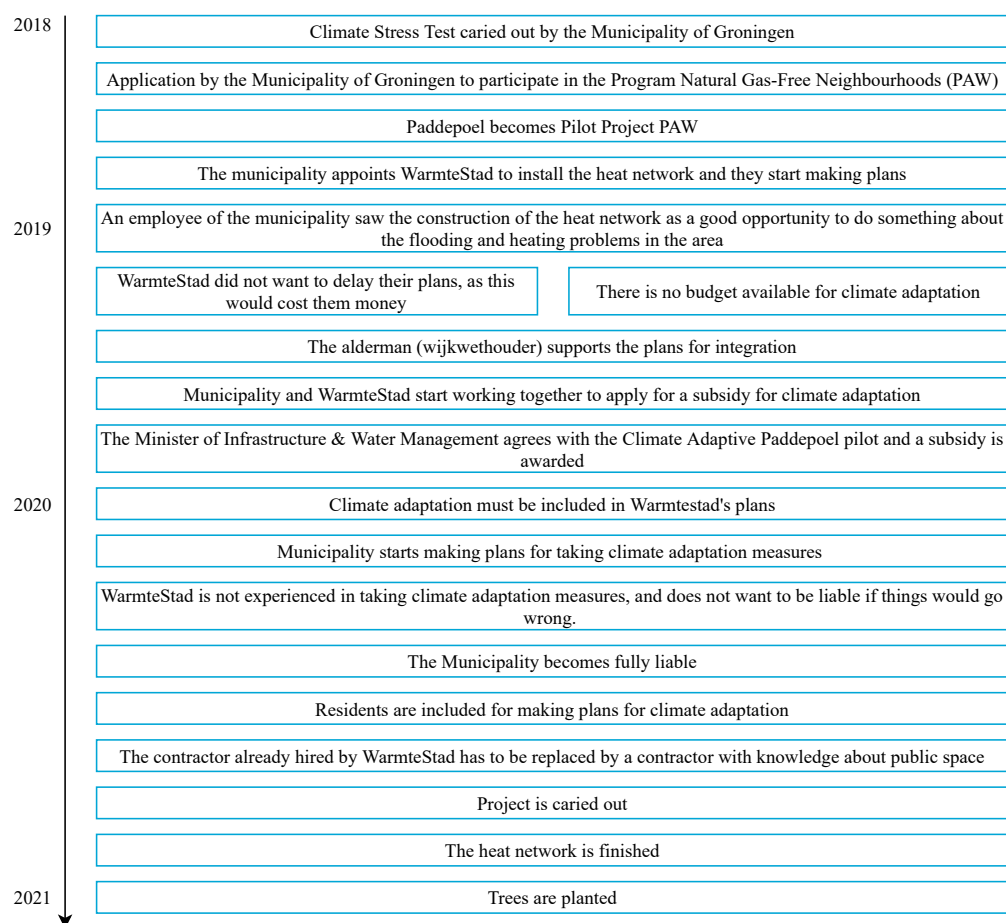 2018
Climate Stress Test caried out by the Municipality of Groningen
Application by the Municipality of Groningen to participate in the Program Natural Gas-Free Neighbourhoods (PAW)
Paddepoel becomes Pilot Project PAW
The municipality appoints WarmteStad to install the heat network and they start making plans
2019
An employee of the municipality saw the construction of the heat network as a good opportunity to do something about
the flooding and heating problems in the area
WarmteStad did not want to delay their plans, as this
would cost them money
There is no budget available for climate adaptation
The alderman (wijkwethouder) supports the plans for integration
Municipality and WarmteStad start working together to apply for a subsidy for climate adaptation
The Minister of Infrastructure & Water Management agrees with the Climate Adaptive Paddepoel pilot and a subsidy is
awarded
2020
Climate adaptation must be included in Warmtestad's plans
Municipality starts making plans for taking climate adaptation measures
WarmteStad is not experienced in taking climate adaptation measures, and does not want to be liable if things would go
wrong.
The Municipality becomes fully liable
Residents are included for making plans for climate adaptation
The contractor already hired by WarmteStad has to be replaced by a contractor with knowledge about public space
Project is caried out
The heat network is finished
2021
Trees are planted